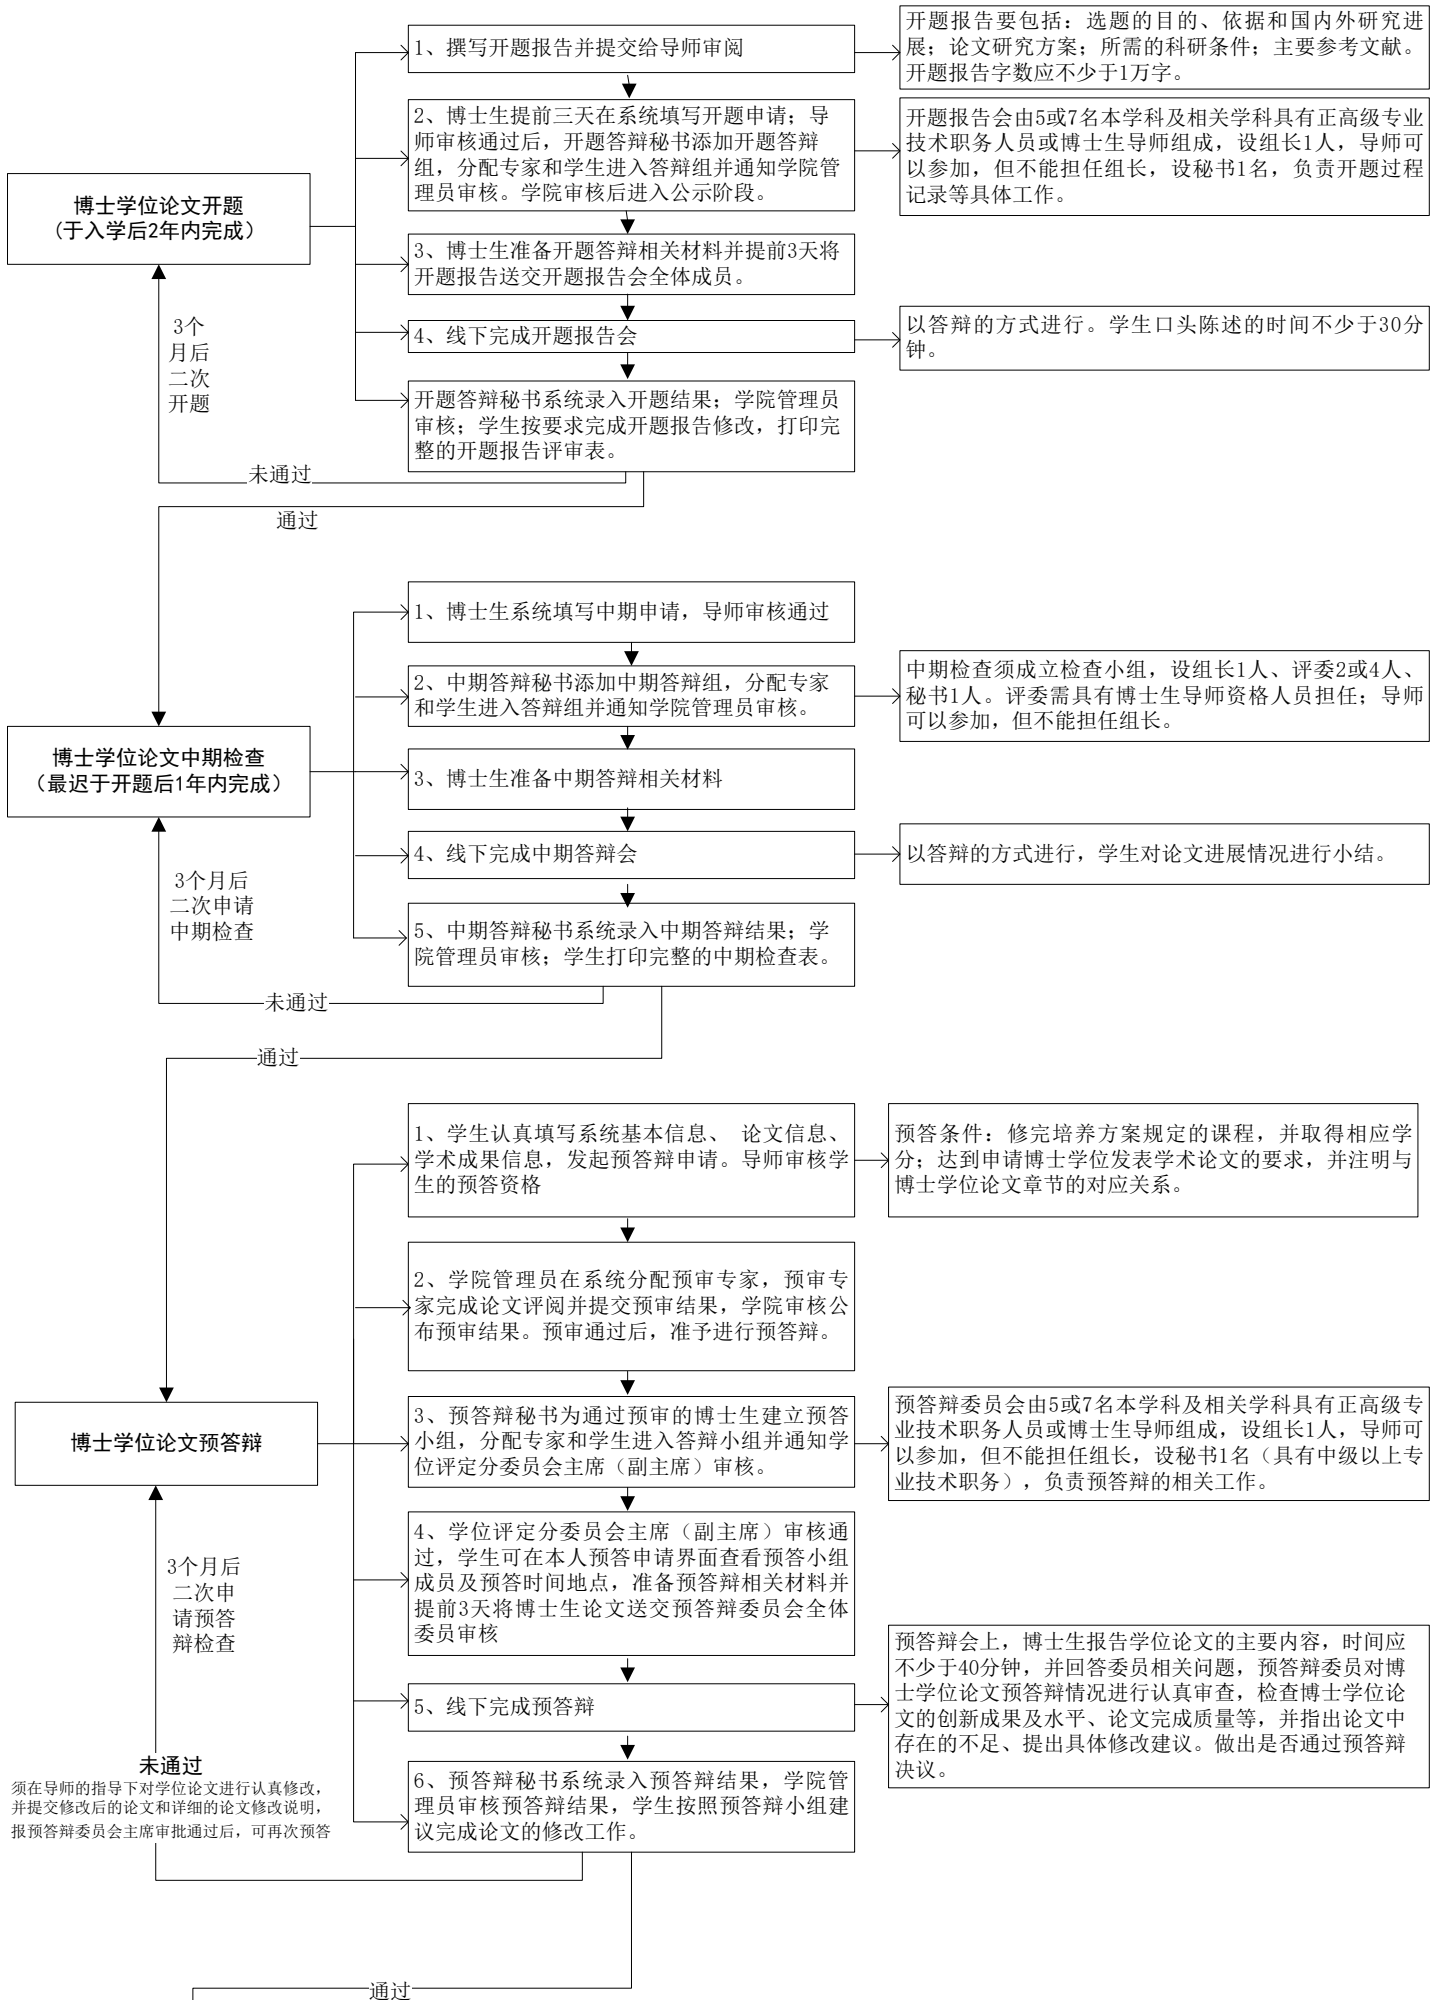 1、撰写开题报告并提交给导师审阅
开题报告要包括：选题的目的、依据和国内外研究进
展；论文研究方案；所需的科研条件；主要参考文献。
开题报告字数应不少于1万字。
2、博士生提前三天在系统填写开题申请；导
师审核通过后，开题答辩秘书添加开题答辩
组，分配专家和学生进入答辩组并通知学院管
理员审核。学院审核后进入公示阶段。
开题报告会由5或7名本学科及相关学科具有正高级专业
技术职务人员或博士生导师组成，设组长1人，导师可
以参加，但不能担任组长，设秘书1名，负责开题过程
记录等具体工作。
博士学位论文开题
（于入学后2年内完成）
3、博士生准备开题答辩相关材料并提前3天将
开题报告送交开题报告会全体成员。
4、线下完成开题报告会
以答辩的方式进行。学生口头陈述的时间不少于30分
钟。
3个
月后
二次
开题
开题答辩秘书系统录入开题结果；学院管理员
审核；学生按要求完成开题报告修改，打印完
整的开题报告评审表。
未通过
通过
1、博士生系统填写中期申请，导师审核通过
2、中期答辩秘书添加中期答辩组，分配专家
和学生进入答辩组并通知学院管理员审核。
中期检查须成立检查小组，设组长1人、评委2或4人、
秘书1人。评委需具有博士生导师资格人员担任；导师
可以参加，但不能担任组长。
博士学位论文中期检查
（最迟于开题后1年内完成）
3、博士生准备中期答辩相关材料
4、线下完成中期答辩会
以答辩的方式进行，学生对论文进展情况进行小结。
3个月后
二次申请
中期检查
5、中期答辩秘书系统录入中期答辩结果；学
院管理员审核；学生打印完整的中期检查表。
未通过
通过
1、学生认真填写系统基本信息、 论文信息、
学术成果信息，发起预答辩申请。导师审核学
生的预答资格
预答条件：修完培养方案规定的课程，并取得相应学
分；达到申请博士学位发表学术论文的要求，并注明与
博士学位论文章节的对应关系。
2、学院管理员在系统分配预审专家，预审专
家完成论文评阅并提交预审结果，学院审核公
布预审结果。预审通过后，准予进行预答辩。
博士学位论文预答辩
3、预答辩秘书为通过预审的博士生建立预答
小组，分配专家和学生进入答辩小组并通知学
位评定分委员会主席（副主席）审核。
预答辩委员会由5或7名本学科及相关学科具有正高级专
业技术职务人员或博士生导师组成，设组长1人，导师可
以参加，但不能担任组长，设秘书1名（具有中级以上专
业技术职务），负责预答辩的相关工作。
4、学位评定分委员会主席（副主席）审核通
过，学生可在本人预答申请界面查看预答小组
成员及预答时间地点，准备预答辩相关材料并
提前3天将博士生论文送交预答辩委员会全体
委员审核
3个月后
二次申
请预答
辩检查
5、线下完成预答辩
预答辩会上，博士生报告学位论文的主要内容，时间应
不少于40分钟，并回答委员相关问题，预答辩委员对博
士学位论文预答辩情况进行认真审查，检查博士学位论
文的创新成果及水平、论文完成质量等，并指出论文中
存在的不足、提出具体修改建议。做出是否通过预答辩
决议。
未通过
须在导师的指导下对学位论文进行认真修改，
并提交修改后的论文和详细的论文修改说明，
报预答辩委员会主席审批通过后，可再次预答
6、预答辩秘书系统录入预答辩结果，学院管
理员审核预答辩结果，学生按照预答辩小组建
议完成论文的修改工作。
通过